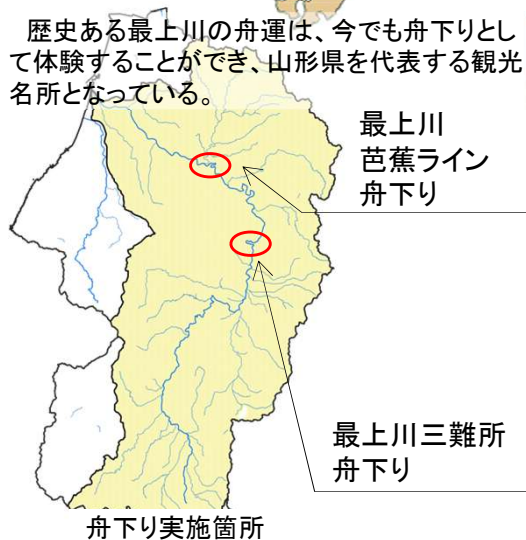 歴史ある最上川の舟運は、今でも舟下りとし
て体験することができ、山形県を代表する観光
名所となっている。
最上川
芭蕉ライン
舟下り
最上川三難所
舟下り
舟下り実施箇所